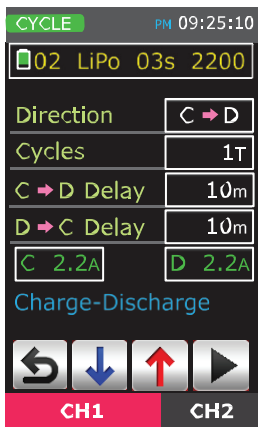 CYCLE PM 09:25:10
02 LiPo 03s 2200
Direction C ➡ D
Cycles 1T
C ➡ D Delay 10m
D ➡ C Delay 10m
C 2.2A D 2.2A
Charge-Discharge
CH1 CH2